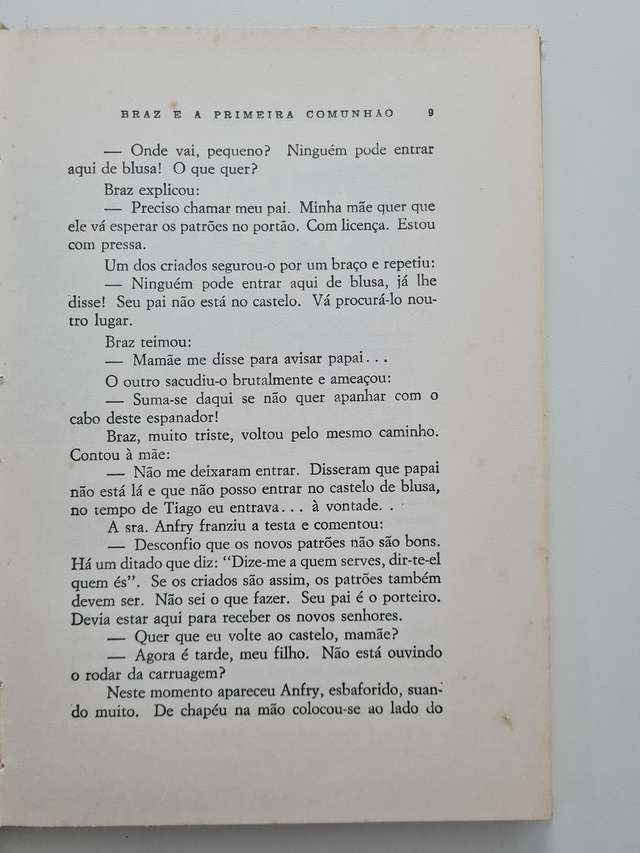 BRAZ E A PRIMEIRA COMUNHAO 9
— Onde vai, pequeno? Ninguém pode entrar
aqui de blusa! O que quer?
Braz explicou:
— Preciso chamar meu pai. Minha mãe quer que
ele vá esperar os patrões no portão. Com licença. Estou
com pressa.
Um dos criados segurou-o por um braço e repetiu:
— Ninguém pode entrar aqui de blusa, já lhe
disse! Seu pai não está no castelo. Vá procurá-lo nou-
tro lugar.
Braz teimou:
— Mamãe me disse para avisar papai...
O outro sacudiu-o brutalmente e ameaçou:
— Suma-se daqui se não quer apanhar com o
cabo deste espanador!
Braz, muito triste, voltou pelo mesmo caminho.
Contou à mãe:
— Não me deixaram entrar. Disseram que papai
não está lá e que não posso entrar no castelo de blusa,
no tempo de Tiago eu entrava... à vontade. .
A sra. Anfry franziu a testa e comentou:
— Desconfio que os novos patrões não são bons.
Há um ditado que diz: “Dize-me a quem serves, dir-te-ei
quem és”. Se os criados são assim, os patrões também
devem ser. Não sei o que fazer. Seu pai é o porteiro.
Devia estar aqui para receber os novos senhores.
— Quer que eu volte ao castelo, mamãe?
— Agora é tarde, meu filho. Não está ouvindo
o rodar da carruagem?
Neste momento apareceu Anfry, esbaforido, suan-
do muito. De chapéu na mão colocou-se ao lado do